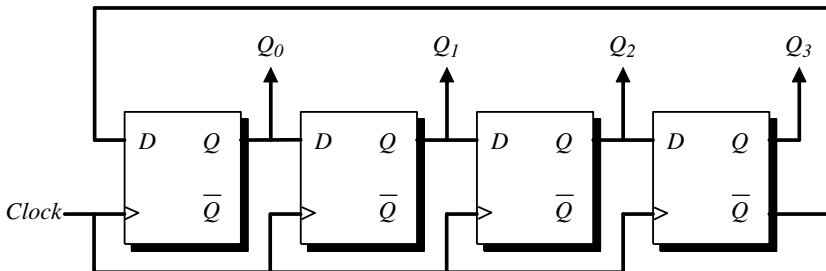 Q₀ Q₁ Q₂ Q₃
D Q D Q D Q D Q
Clock Q̅ Q̅ Q̅ Q̅